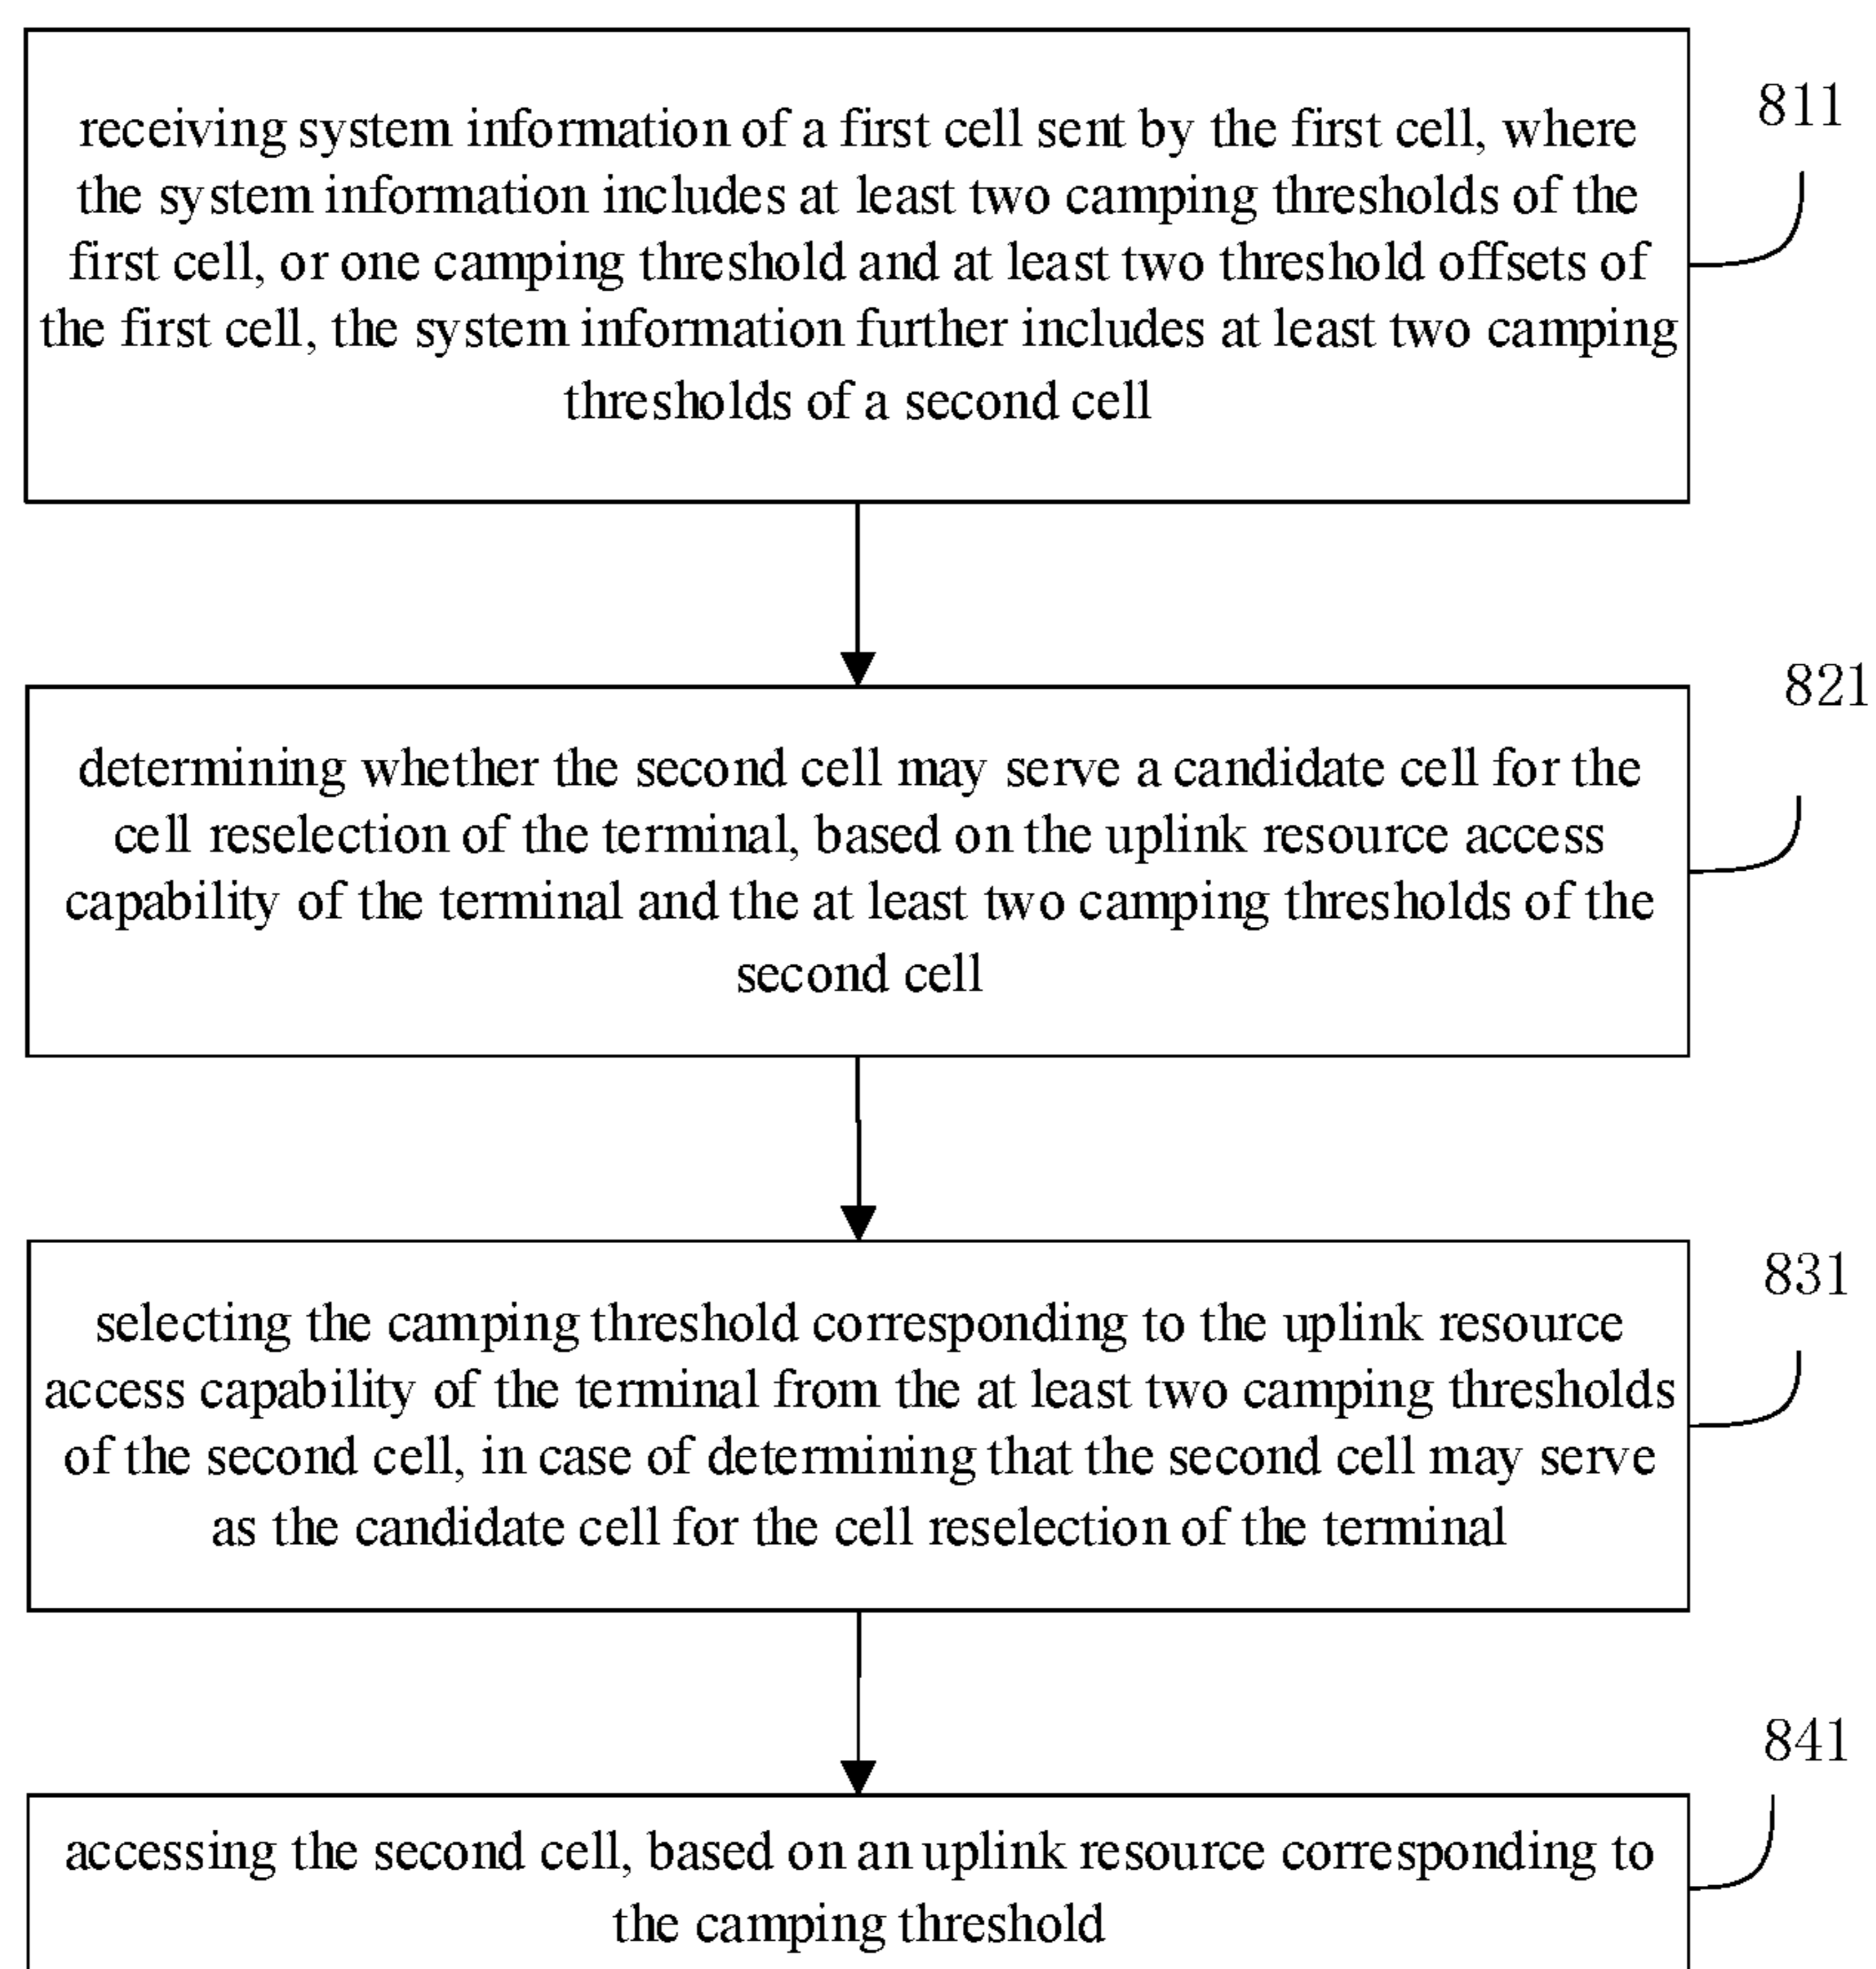 receiving system information of a first cell sent by the first cell, where
the system information includes at least two camping thresholds of the
first cell, or one camping threshold and at least two threshold offsets of
the first cell, the system information further includes at least two camping
thresholds of a second cell
811
determining whether the second cell may serve a candidate cell for the
cell reselection of the terminal, based on the uplink resource access
capability of the terminal and the at least two camping thresholds of the
second cell
821
selecting the camping threshold corresponding to the uplink resource
access capability of the terminal from the at least two camping thresholds
of the second cell, in case of determining that the second cell may serve
as the candidate cell for the cell reselection of the terminal
831
accessing the second cell, based on an uplink resource corresponding to
the camping threshold
841